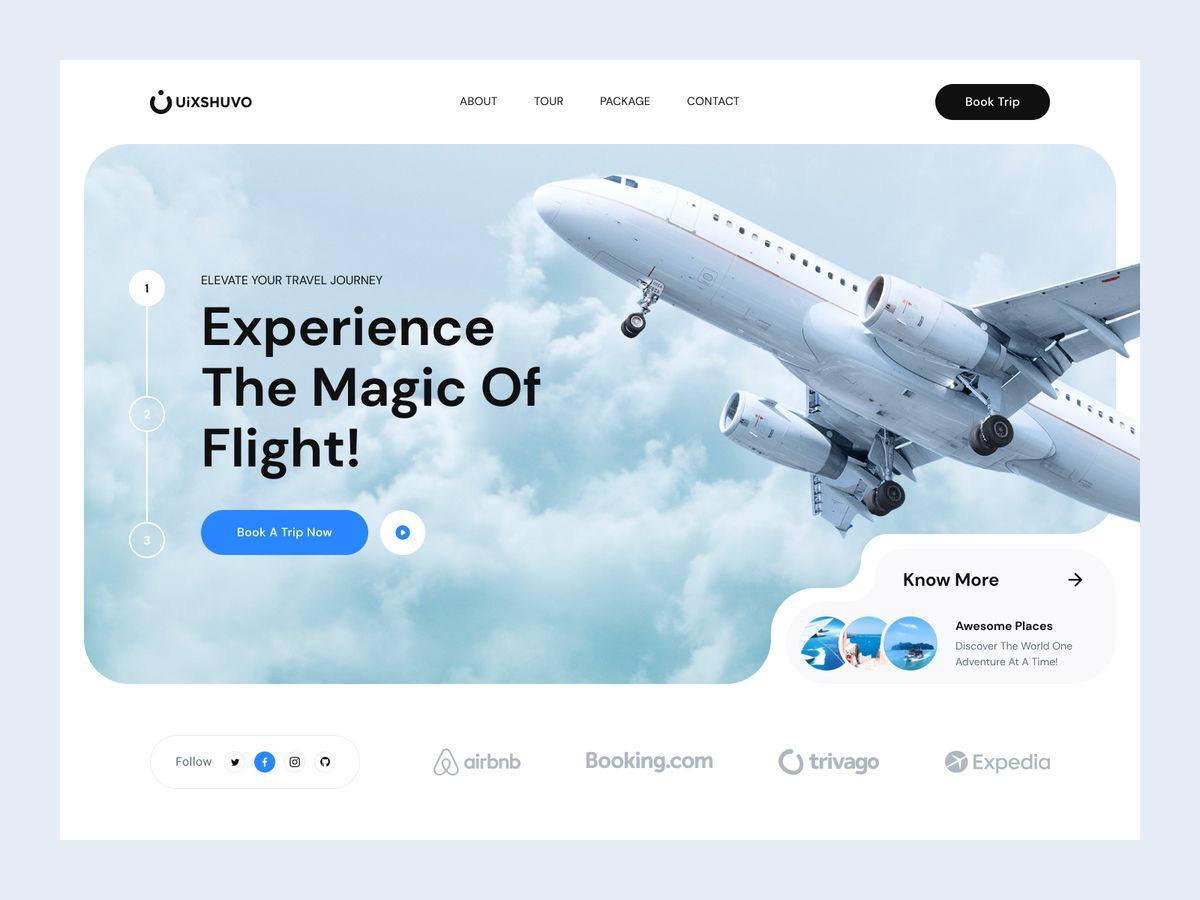 UiXSHUVO
ABOUT
TOUR
PACKAGE
CONTACT
Book Trip
1
2
3
ELEVATE YOUR TRAVEL JOURNEY
Experience
The Magic Of
Flight!
Book A Trip Now
Know More
Awesome Places
Discover The World One
Adventure At A Time!
Follow
airbnb
Booking.com
trivago
Expedia